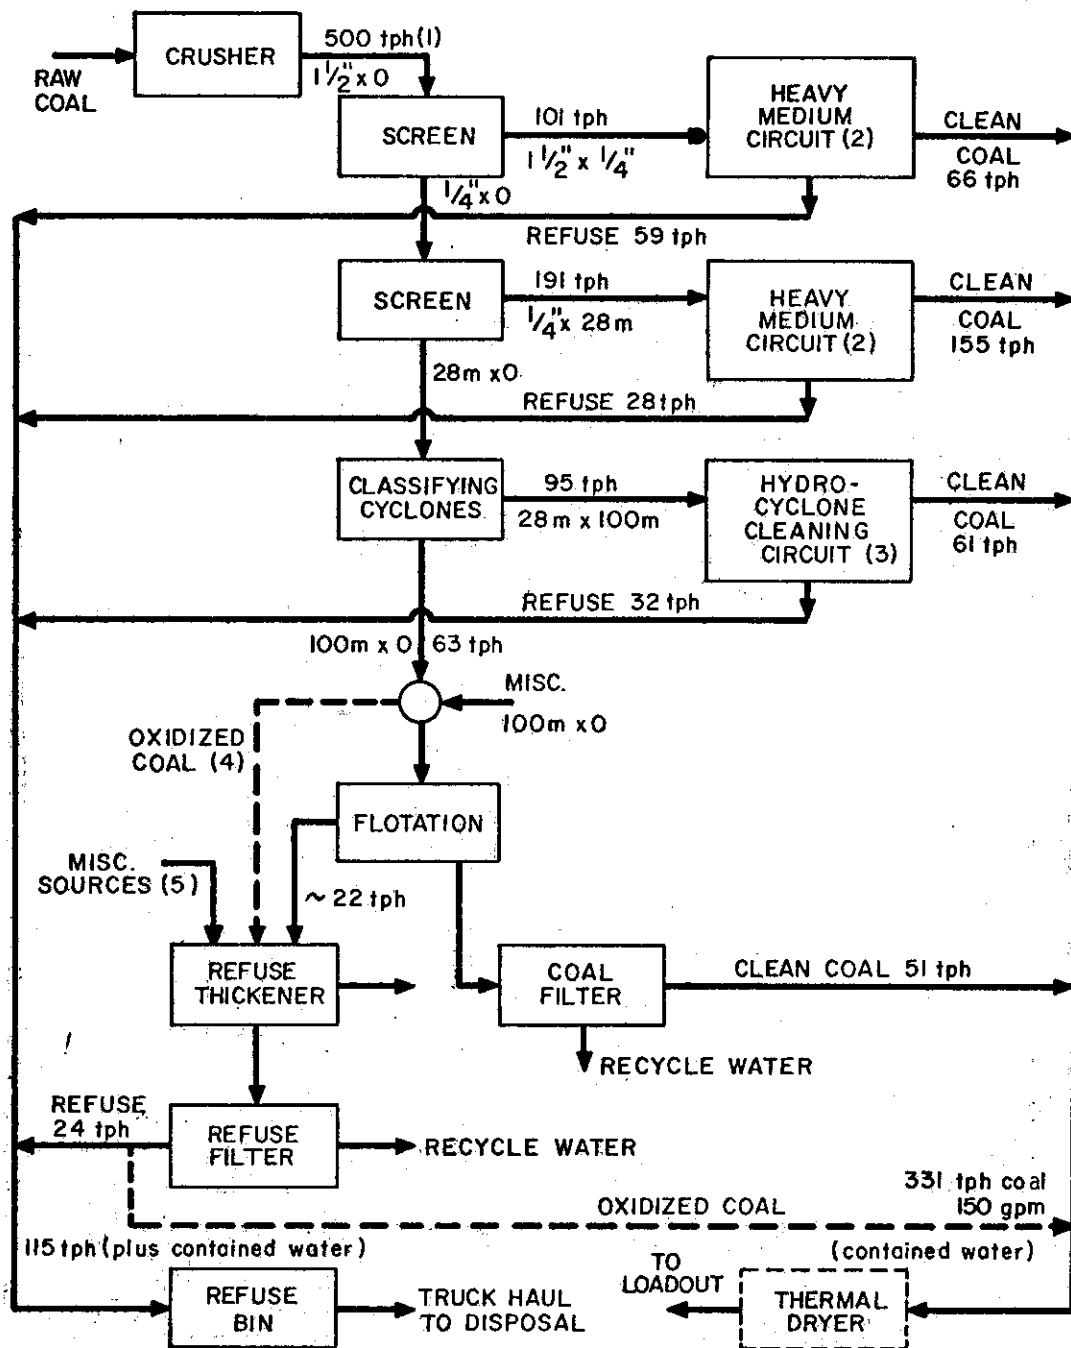 CRUSHER
500 tph(1)
1 1/2" x 0
RAW
COAL
SCREEN
101 tph
1 1/2" x 1/4"
HEAVY
MEDIUM
CIRCUIT (2)
CLEAN
COAL
66 tph
1/4" x 0
REFUSE 59 tph
SCREEN
191 tph
1/4" x 28m
HEAVY
MEDIUM
CIRCUIT (2)
CLEAN
COAL
155 tph
28m x 0
REFUSE 28 tph
CLASSIFYING
CYCLONES
95 tph
28m x 100m
HYDRO-
CYCLONE
CLEANING
CIRCUIT (3)
CLEAN
COAL
61 tph
REFUSE 32 tph
100m x 0 63 tph
MISC.
100m x 0
OXIDIZED
COAL (4)
FLOTATION
MISC.
SOURCES (5)
~ 22 tph
REFUSE
THICKENER
COAL
FILTER
CLEAN COAL 51 tph
RECYCLE WATER
REFUSE
24 tph
REFUSE
FILTER
RECYCLE WATER
331 tph coal
150 gpm
OXIDIZED COAL
115 tph (plus contained water)
(contained water)
REFUSE
BIN
TRUCK HAUL
TO DISPOSAL
TO
LOADOUT
THERMAL
DRYER